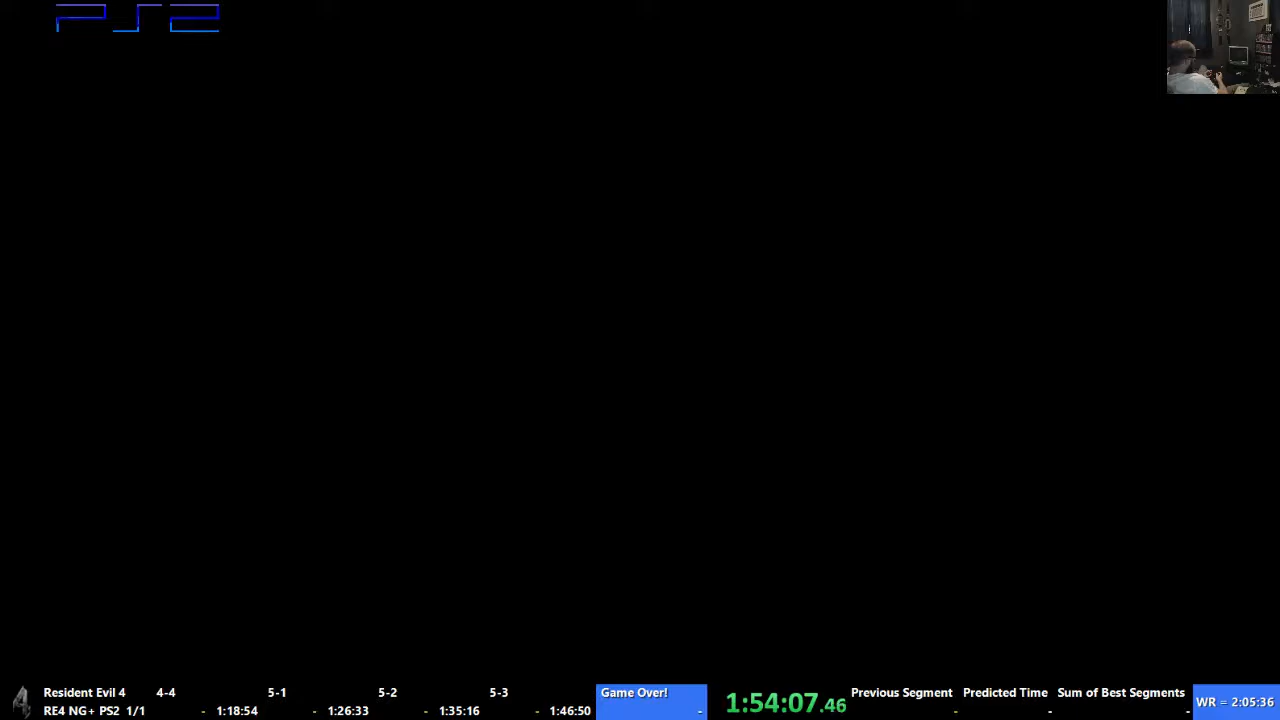 PS2
Resident Evil 4 4-4 5-1 5-2 5-3 Game Over! Previous Segment Predicted Time Sum of Best Segments
RE4 NG+ PS2 1/1 - 1:18:54 - 1:26:33 - 1:35:16 - 1:46:50 - 1:54:07.46 - - - WR = 2:05:36